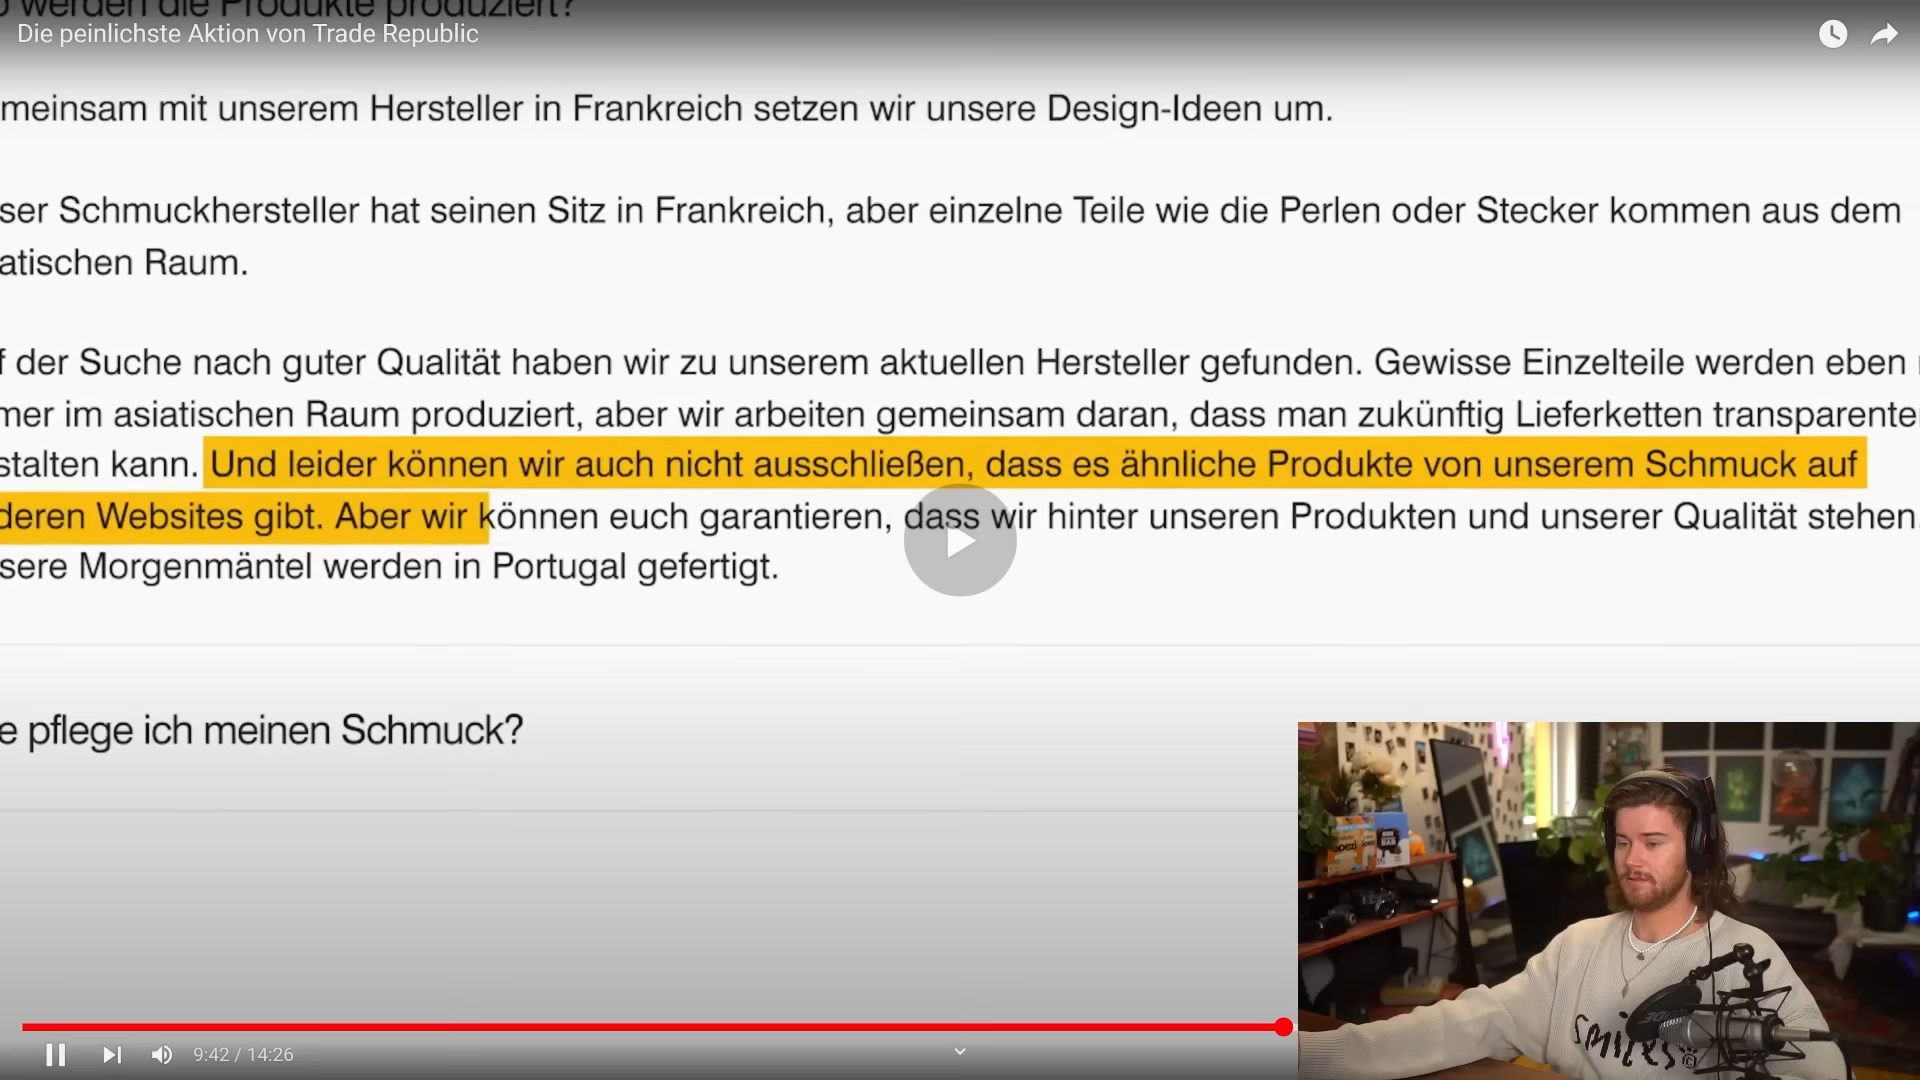 werden die Produkte produziert?
Die peinlichste Aktion von Trade Republic
meinsam mit unserem Hersteller in Frankreich setzen wir unsere Design-Ideen um.
ser Schmuckhersteller hat seinen Sitz in Frankreich, aber einzelne Teile wie die Perlen oder Stecker kommen aus dem
atischen Raum.
f der Suche nach guter Qualität haben wir zu unserem aktuellen Hersteller gefunden. Gewisse Einzelteile werden eben
mer im asiatischen Raum produziert, aber wir arbeiten gemeinsam daran, dass man zukünftig Lieferketten transparente
stalten kann. Und leider können wir auch nicht ausschließen, dass es ähnliche Produkte von unserem Schmuck auf
deren Websites gibt. Aber wir können euch garantieren, dass wir hinter unseren Produkten und unserer Qualität stehen.
sere Morgenmäntel werden in Portugal gefertigt.
e pflege ich meinen Schmuck?
SMILES
9:42 / 14:26